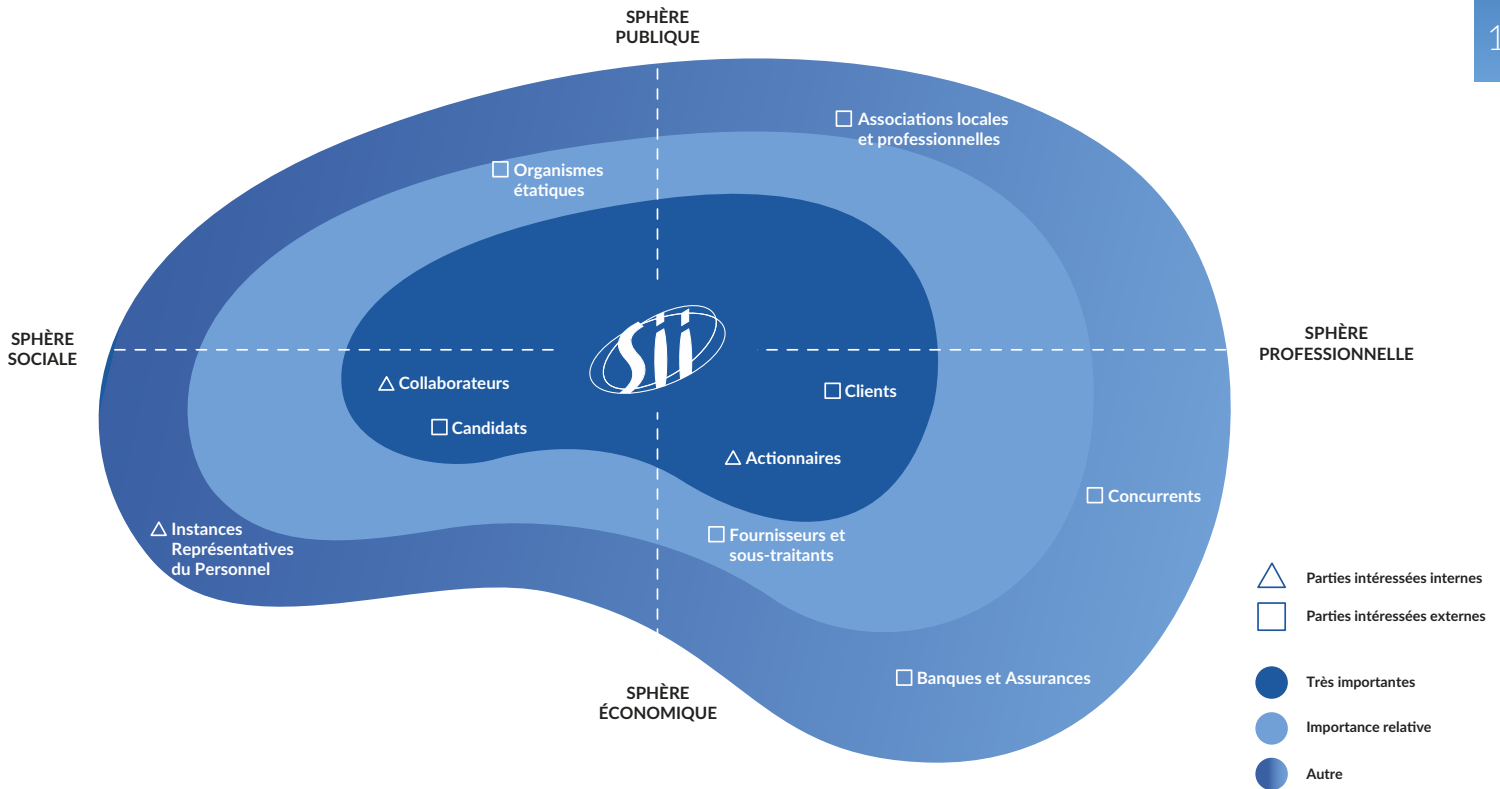 SPHÈRE
PUBLIQUE
1
Associations locales
et professionnelles
Organismes
étatiques
SPHÈRE
SOCIALE
sii
SPHÈRE
PROFESSIONNELLE
Collaborateurs
Clients
Candidats
Actionnaires
Concurrents
Instances
Représentatives
du Personnel
Fournisseurs et
sous-traitants
Banques et Assurances
SPHÈRE
ÉCONOMIQUE
Parties intéressées internes
Parties intéressées externes
Très importantes
Importance relative
Autre